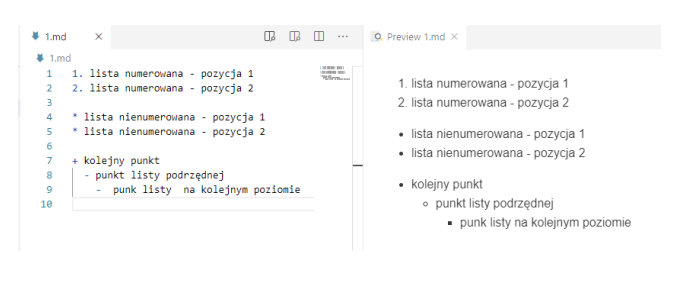 1.md
Preview 1.md
1.md
1 1. lista numerowana - pozycja 1
2 2. lista numerowana - pozycja 2
3
4 * lista nienumerowana - pozycja 1
5 * lista nienumerowana - pozycja 2
6
7 + kolejny punkt
8 - punkt listy podrzędnej
9 - punk listy na kolejnym poziomie
10
1. lista numerowana - pozycja 1
2. lista numerowana - pozycja 2
• lista nienumerowana - pozycja 1
• lista nienumerowana - pozycja 2
• kolejny punkt
◦ punkt listy podrzędnej
▪ punk listy na kolejnym poziomie